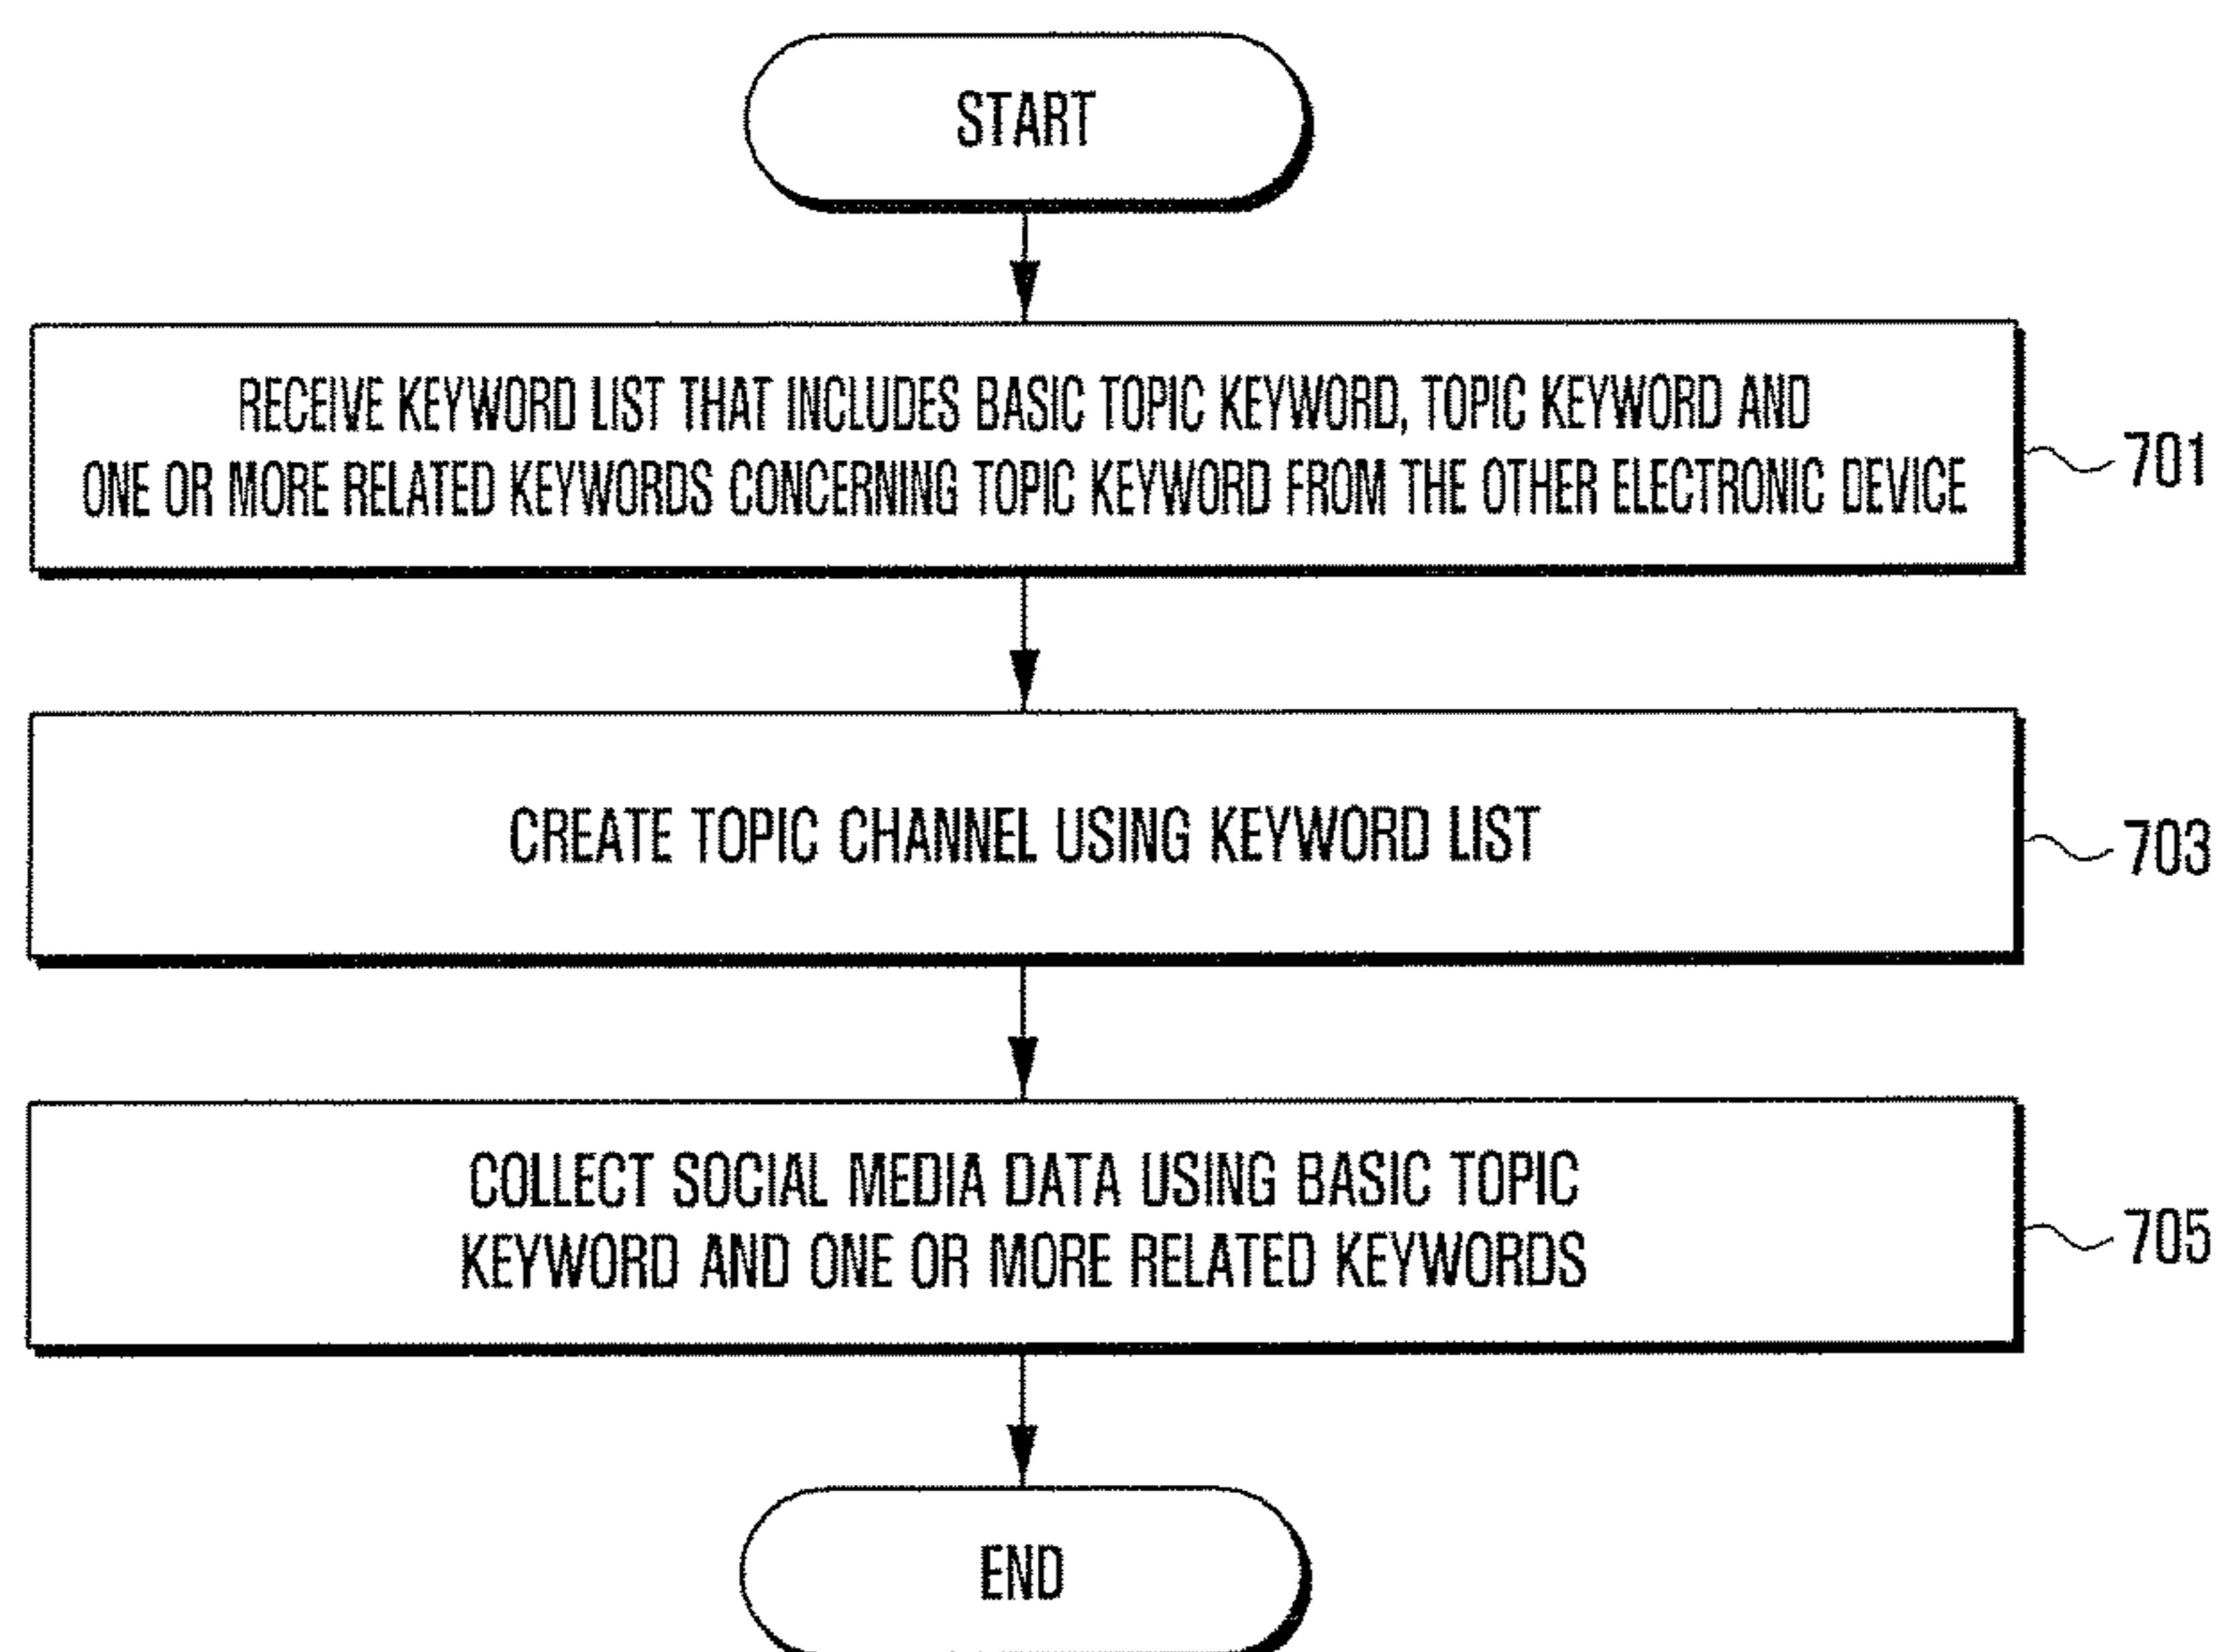 START
RECEIVE KEYWORD LIST THAT INCLUDES BASIC TOPIC KEYWORD, TOPIC KEYWORD AND
ONE OR MORE RELATED KEYWORDS CONCERNING TOPIC KEYWORD FROM THE OTHER ELECTRONIC DEVICE
701
CREATE TOPIC CHANNEL USING KEYWORD LIST
703
COLLECT SOCIAL MEDIA DATA USING BASIC TOPIC
KEYWORD AND ONE OR MORE RELATED KEYWORDS
705
END